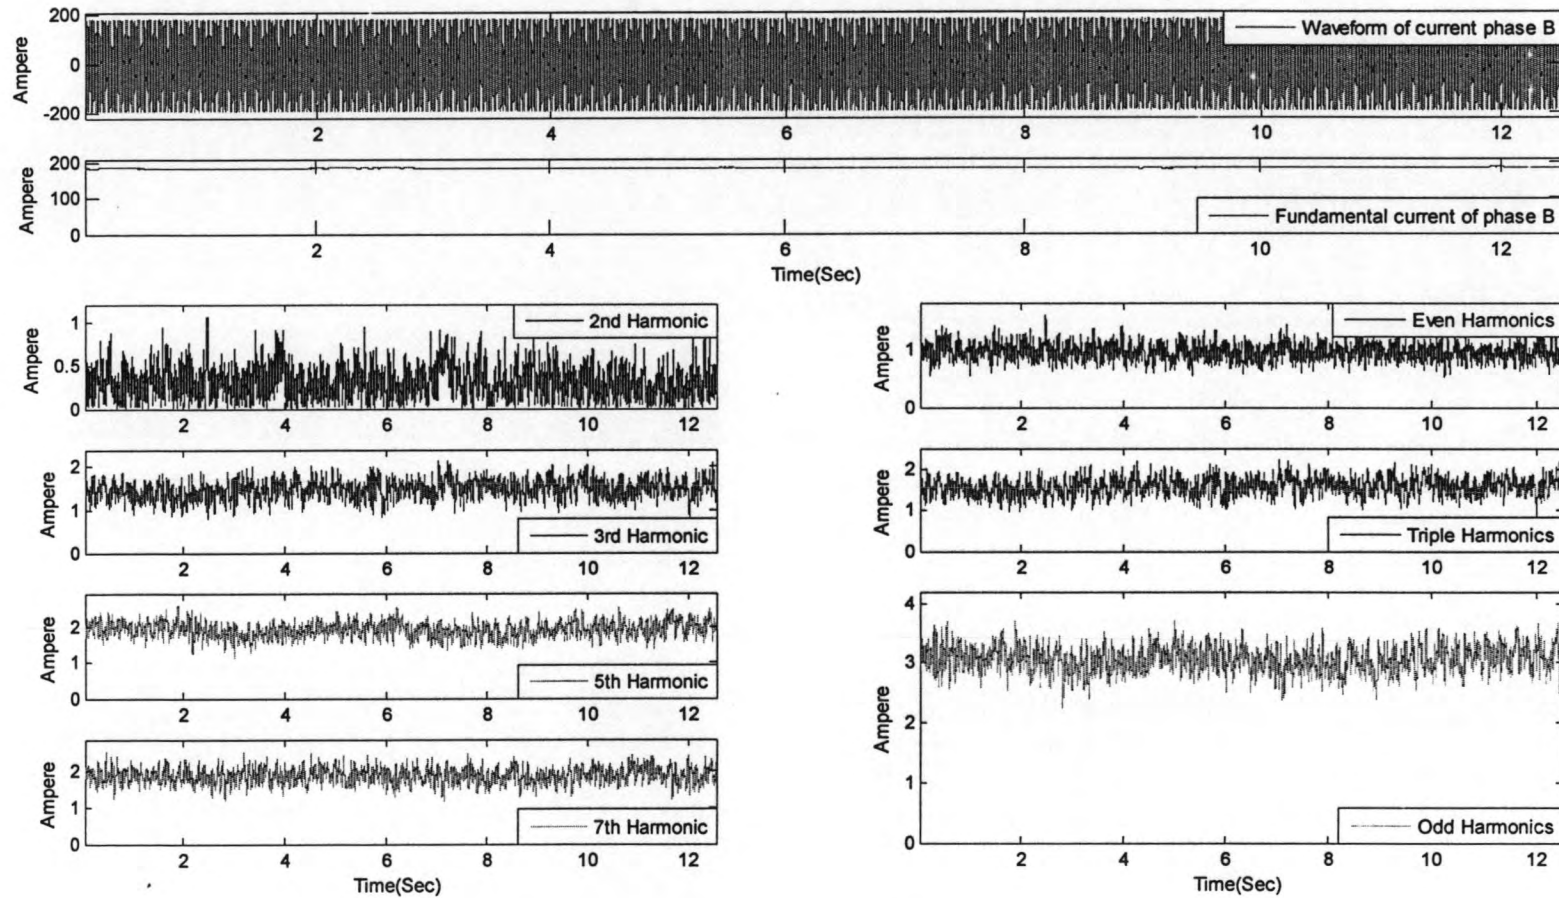 200
0
-200
Ampere
Waveform of current phase B
2 4 6 8 10 12
200
100
0
Ampere
Fundamental current of phase B
2 4 6 8 10 12
Time(Sec)
1
0.5
0
Ampere
2nd Harmonic
2 4 6 8 10 12
1
0
Ampere
Even Harmonics
2 4 6 8 10 12
2
1
0
Ampere
3rd Harmonic
2 4 6 8 10 12
2
1
0
Ampere
Triple Harmonics
2 4 6 8 10 12
2
1
0
Ampere
5th Harmonic
2 4 6 8 10 12
2
1
0
Ampere
7th Harmonic
2 4 6 8 10 12
Time(Sec)
4
3
2
1
0
Ampere
Odd Harmonics
2 4 6 8 10 12
Time(Sec)